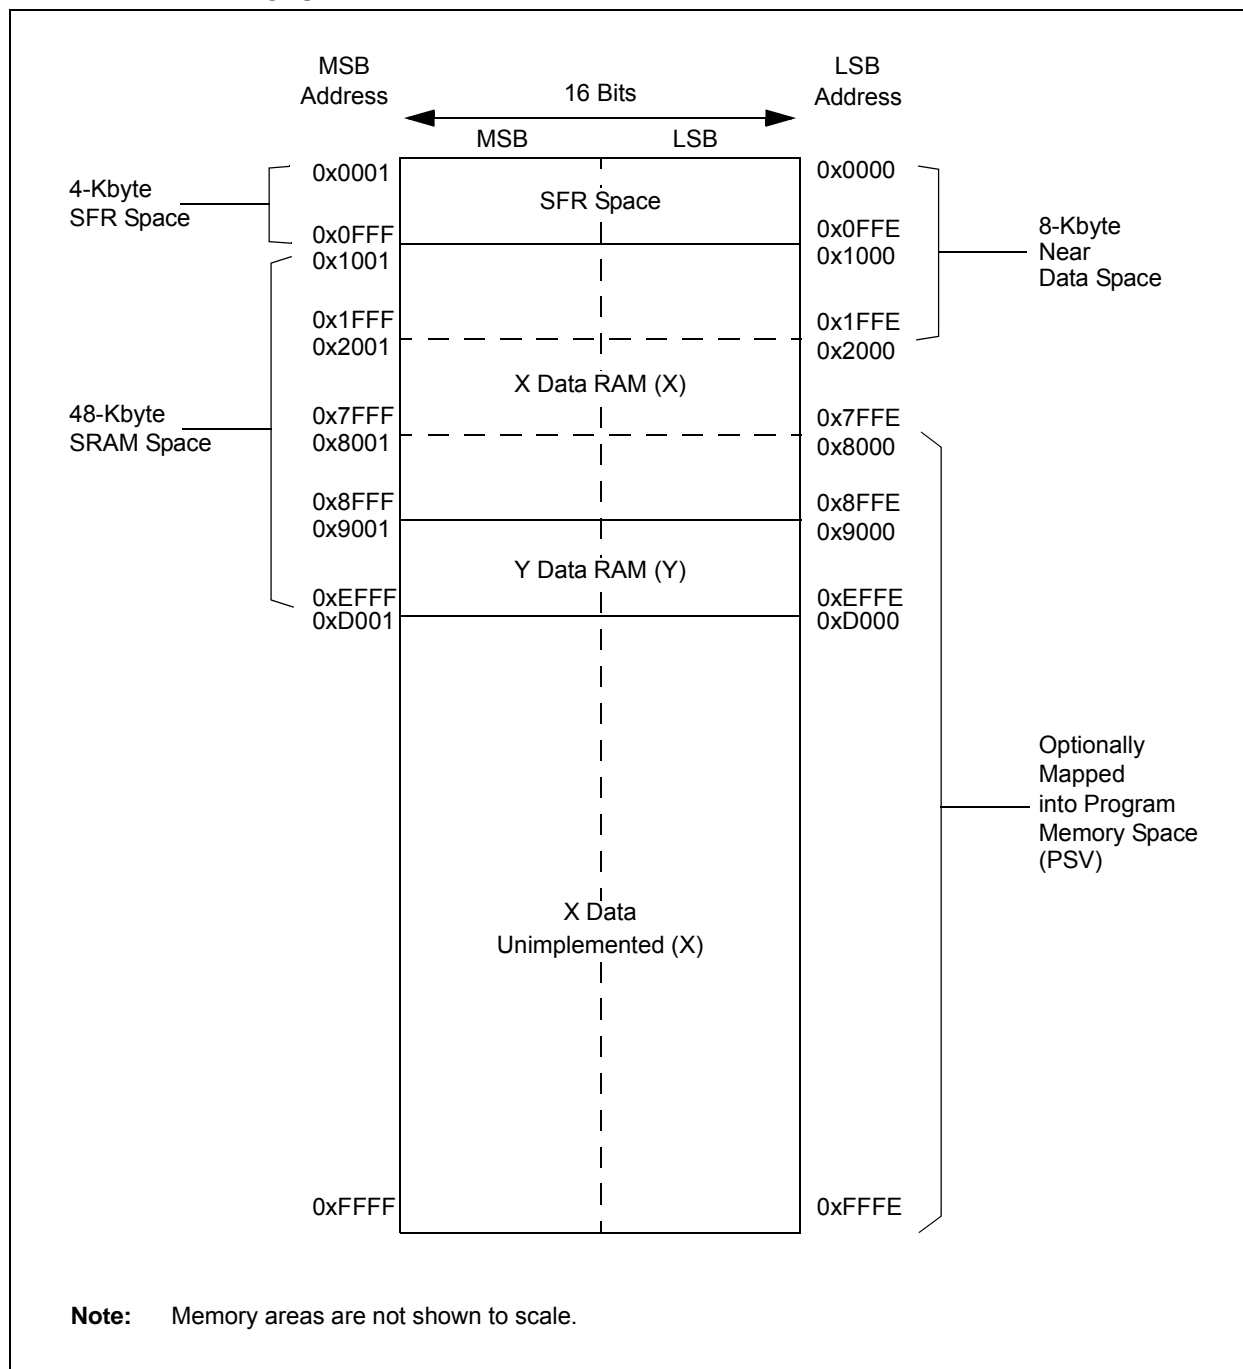 MSB
Address
16 Bits
LSB
Address
MSB
LSB
4-Kbyte
SFR Space
0x0001
0x0FFF
0x1001
SFR Space
0x0000
0x0FFE
0x1000
8-Kbyte
Near
Data Space
0x1FFF
0x2001
0x1FFE
0x2000
48-Kbyte
SRAM Space
X Data RAM (X)
0x7FFF
0x8001
0x7FFE
0x8000
0x8FFF
0x9001
0x8FFE
0x9000
Y Data RAM (Y)
0xEFFF
0xD001
0xEFFE
0xD000
Optionally
Mapped
into Program
Memory Space
(PSV)
X Data
Unimplemented (X)
0xFFFF
0xFFFE
Note: Memory areas are not shown to scale.